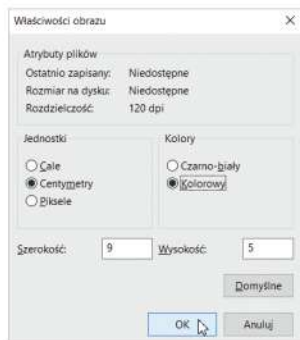 Właściwości obrazu
Atrybuty plików
Ostatnio zapisany: Niedostępne
Rozmiar na dysku: Niedostępne
Rozdzielczość: 120 dpi
Jednostki
Cale
Centymetry
Piksele
Kolory
Czarno-biały
Kolorowy
Szerokość: 9 Wysokość: 5
Domyślne
OK Anuluj